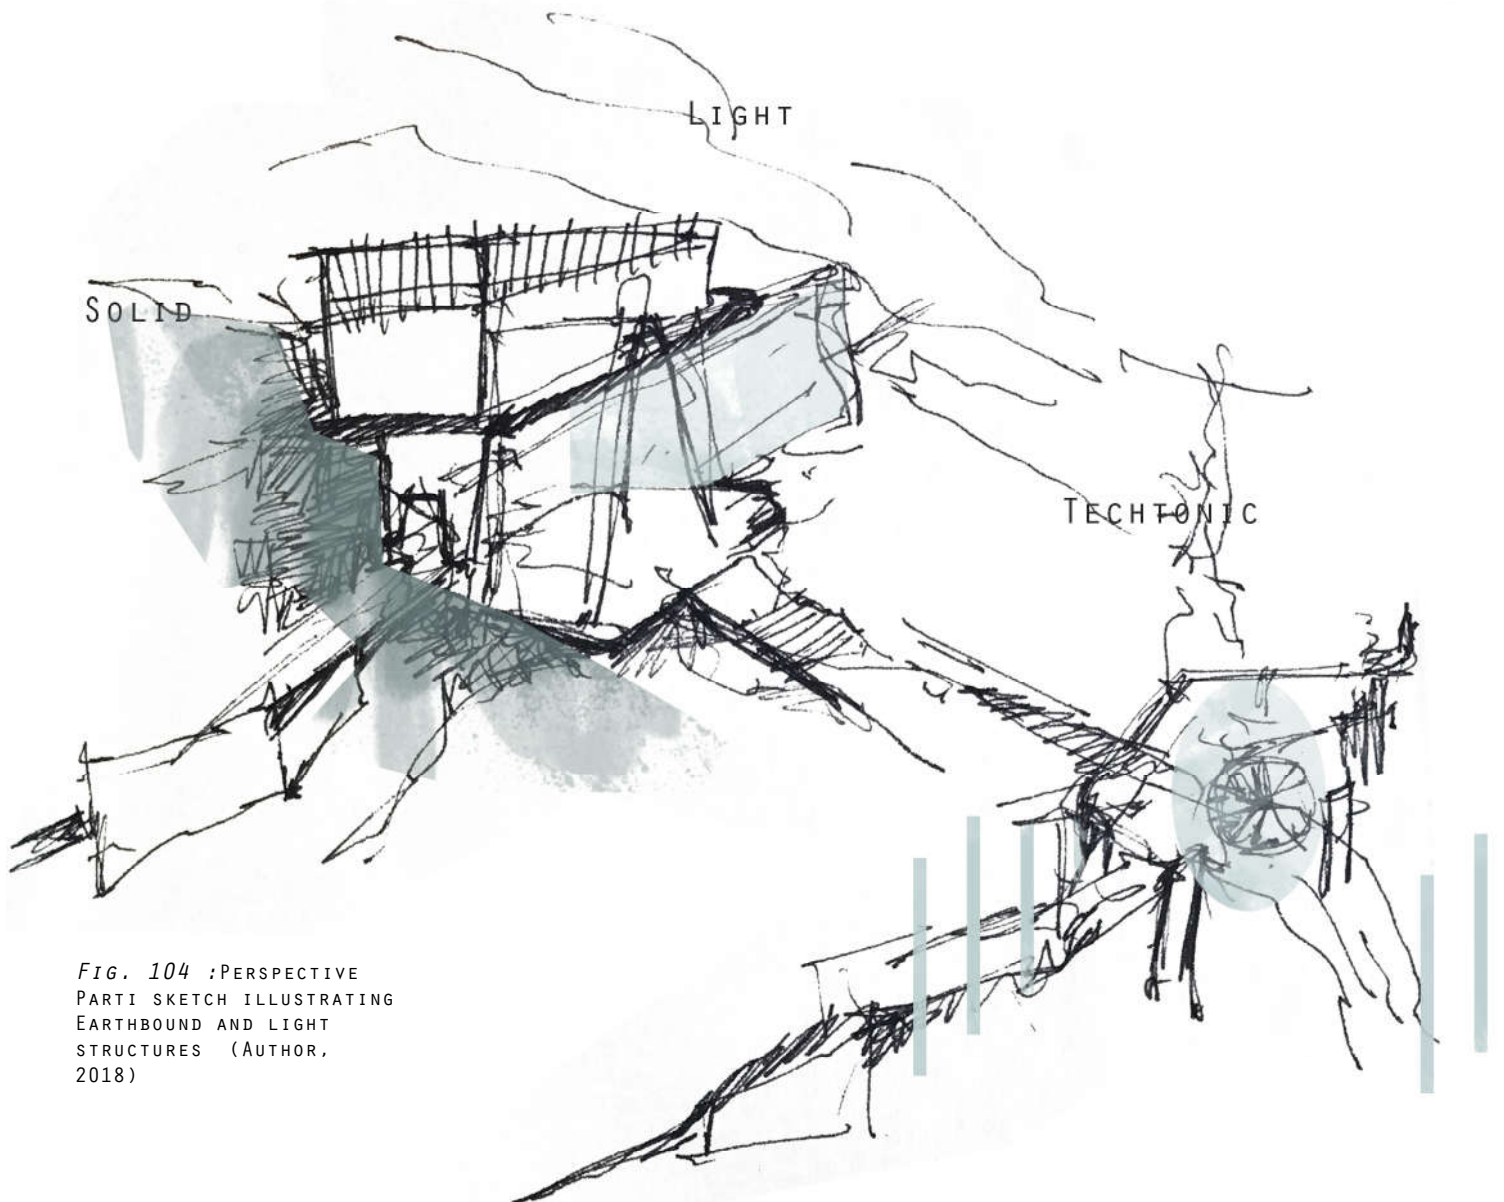 LIGHT
SOLID
TECHTONIC
FIG. 104 :PERSPECTIVE
PARTI SKETCH ILLUSTRATING
EARTHBOUND AND LIGHT
STRUCTURES (AUTHOR,
2018)